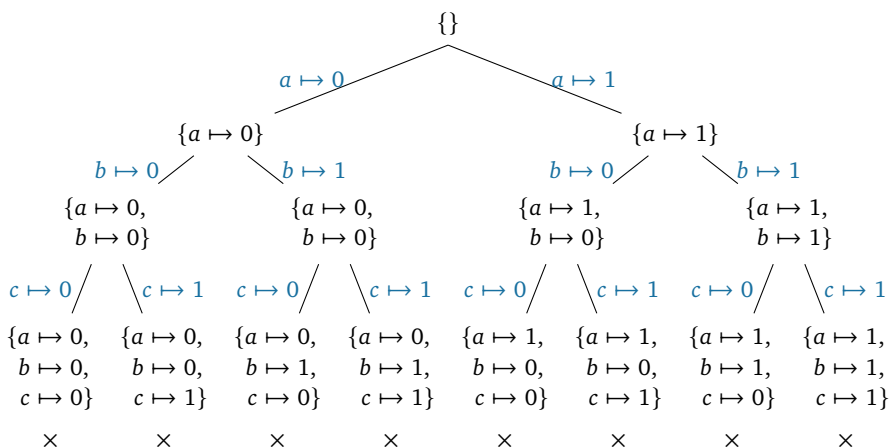 {}
a ↦ 0 a ↦ 1
{a ↦ 0} {a ↦ 1}
b ↦ 0 b ↦ 1 b ↦ 0 b ↦ 1
{a ↦ 0, {a ↦ 0, {a ↦ 1, {a ↦ 1,
b ↦ 0} b ↦ 0} b ↦ 0} b ↦ 1}
c ↦ 0 c ↦ 1 c ↦ 0 c ↦ 1 c ↦ 0 c ↦ 1 c ↦ 0 c ↦ 1
{a ↦ 0, {a ↦ 0, {a ↦ 0, {a ↦ 0, {a ↦ 1, {a ↦ 1, {a ↦ 1, {a ↦ 1,
b ↦ 0, b ↦ 0, b ↦ 1, b ↦ 1, b ↦ 0, b ↦ 0, b ↦ 1, b ↦ 1,
c ↦ 0} c ↦ 1} c ↦ 0} c ↦ 1} c ↦ 0} c ↦ 1} c ↦ 0} c ↦ 1}
× × × × × × × ×